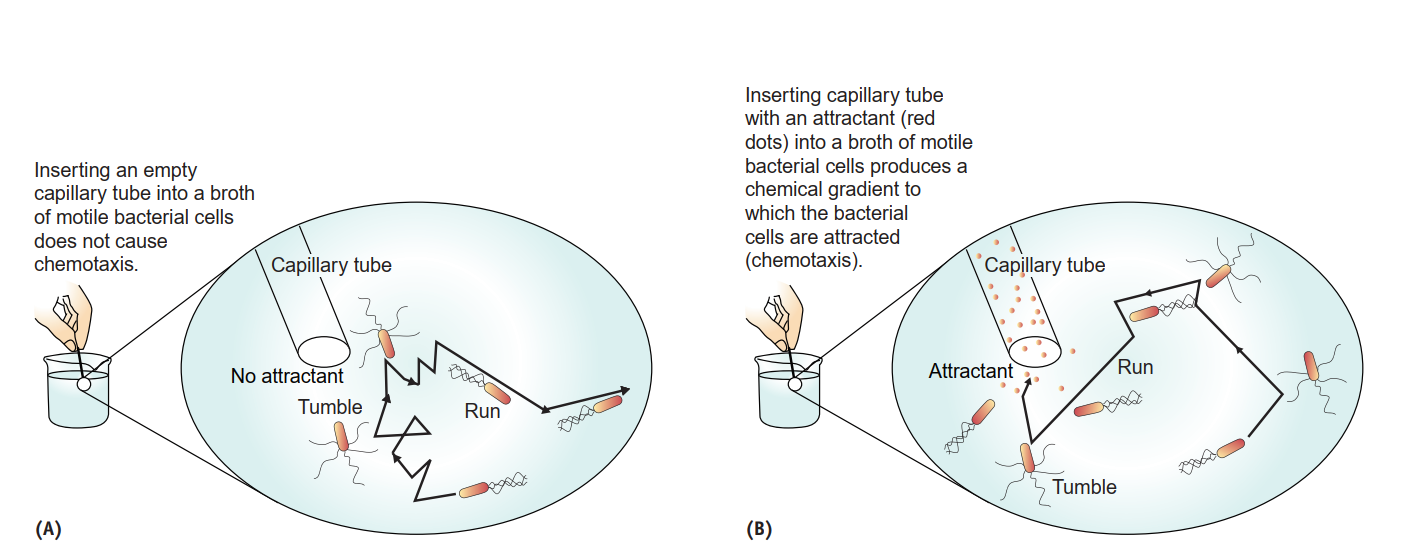 Inserting an empty
capillary tube into a broth
of motile bacterial cells
does not cause
chemotaxis.
Capillary tube
No attractant
Tumble
Run
(A)
Inserting capillary tube
with an attractant (red
dots) into a broth of motile
bacterial cells produces a
chemical gradient to
which the bacterial
cells are attracted
(chemotaxis).
Capillary tube
Attractant
Run
Tumble
(B)